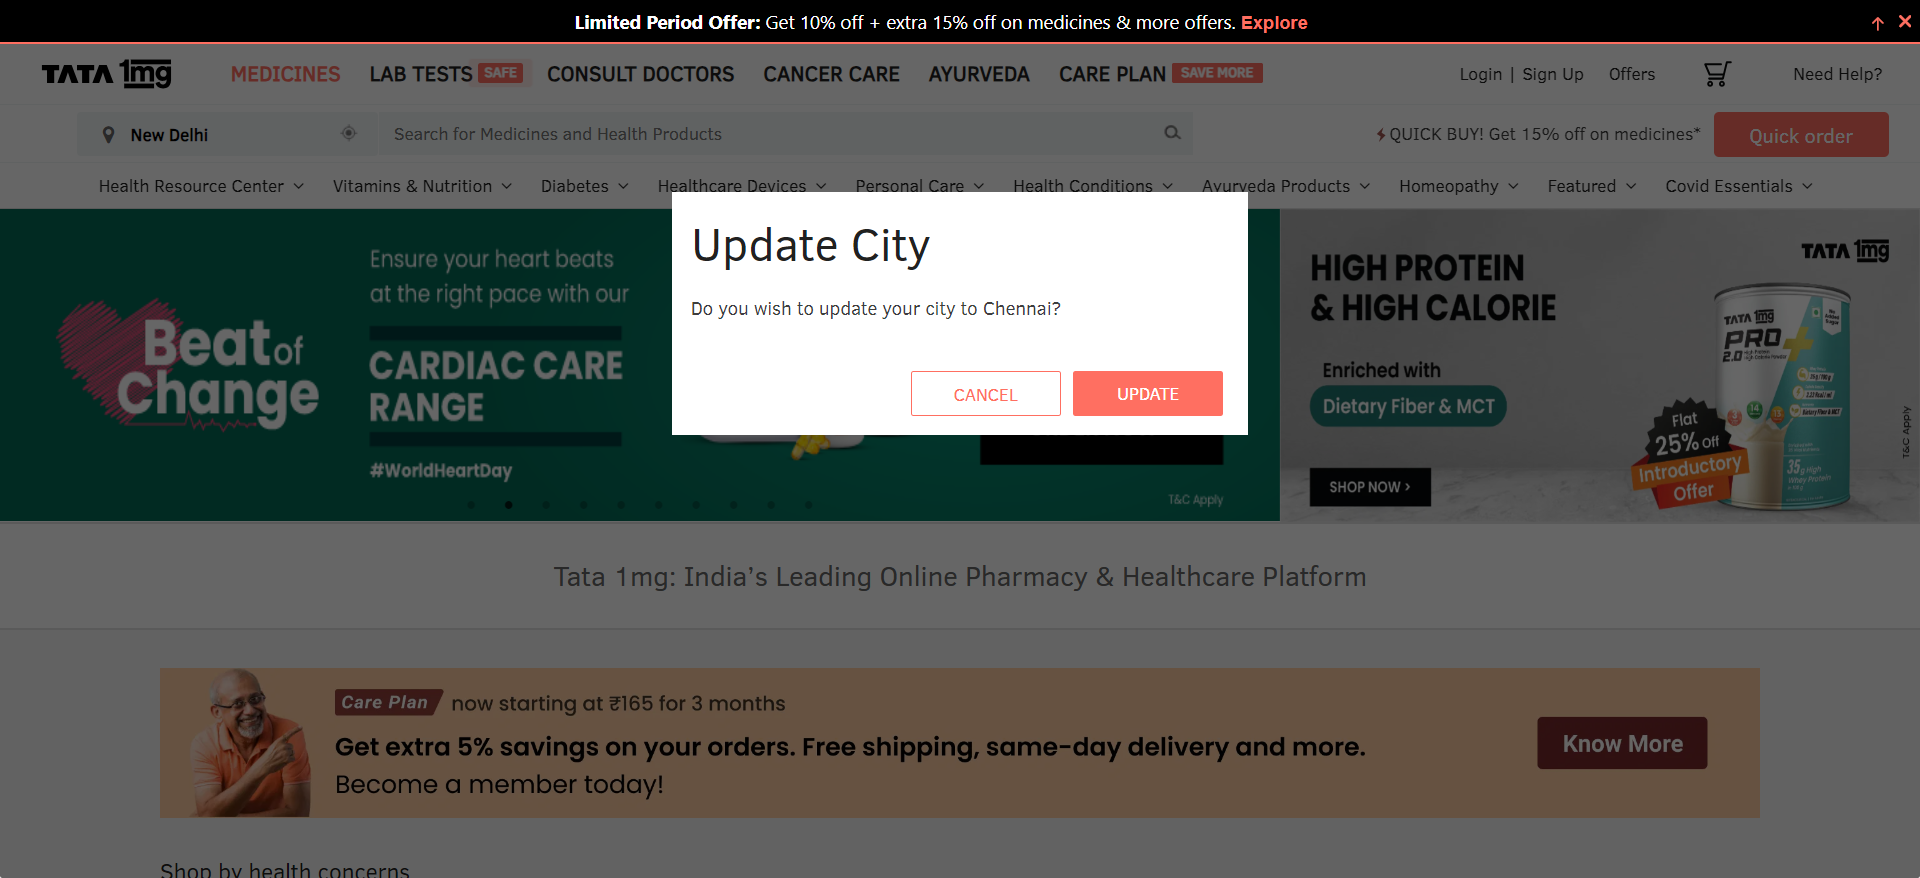 Limited Period Offer: Get 10% off + extra 15% off on medicines & more offers. Explore
TATA 1mg
MEDICINES LAB TESTS SAFE CONSULT DOCTORS CANCER CARE AYURVEDA CARE PLAN SAVE MORE Login | Sign Up Offers Need Help?
New Delhi Search for Medicines and Health Products QUICK BUY! Get 15% off on medicines* Quick order
Health Resource Center Vitamins & Nutrition Diabetes Healthcare Devices Personal Care Health Conditions Ayurveda Products Homeopathy Featured Covid Essentials
Update City
Do you wish to update your city to Chennai?
CANCEL UPDATE
Beat of
Change
Ensure your heart beats
at the right pace with our
CARDIAC CARE
RANGE
#WorldHeartDay
T&C Apply
TATA 1mg
HIGH PROTEIN
& HIGH CALORIE
Enriched with
Dietary Fiber & MCT
SHOP NOW ›
TATA 1mg
PRO+
2.0
Flat
25% Off
Introductory
Offer
35g High
Whey Protein
T&C Apply
Tata 1mg: India’s Leading Online Pharmacy & Healthcare Platform
Care Plan now starting at ₹165 for 3 months
Get extra 5% savings on your orders. Free shipping, same-day delivery and more.
Become a member today!
Know More
Shop by health concerns